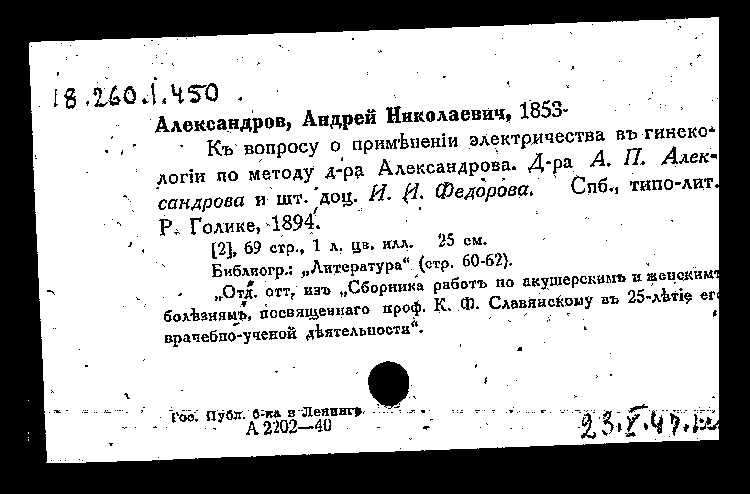 18.260.1.450
Александров, Андрей Николаевич, 1853-
Къ вопросу о примѣненіи электричества въ гинеко-
логіи по методу д-ра Александрова. Д-ра А. П. Алек-
сандрова и шт. доц. И. И. Федорова. Спб., типо-лит.
Р. Голике, 1894.
[2], 69 стр., 1 л. цв. илл. 25 см.
Библиогр.: „Литература“ (стр. 60-62).
„Отд. отт. изъ „Сборника работъ по акушерскимъ и женскимъ
болѣзнямъ, посвященнаго проф. К. Ф. Славянскому въ 25-лѣтіе его
врачебно-ученой дѣятельности“.
Гос. Публ. б-ка в Ленингр.
А 2202—40
23.X.47.